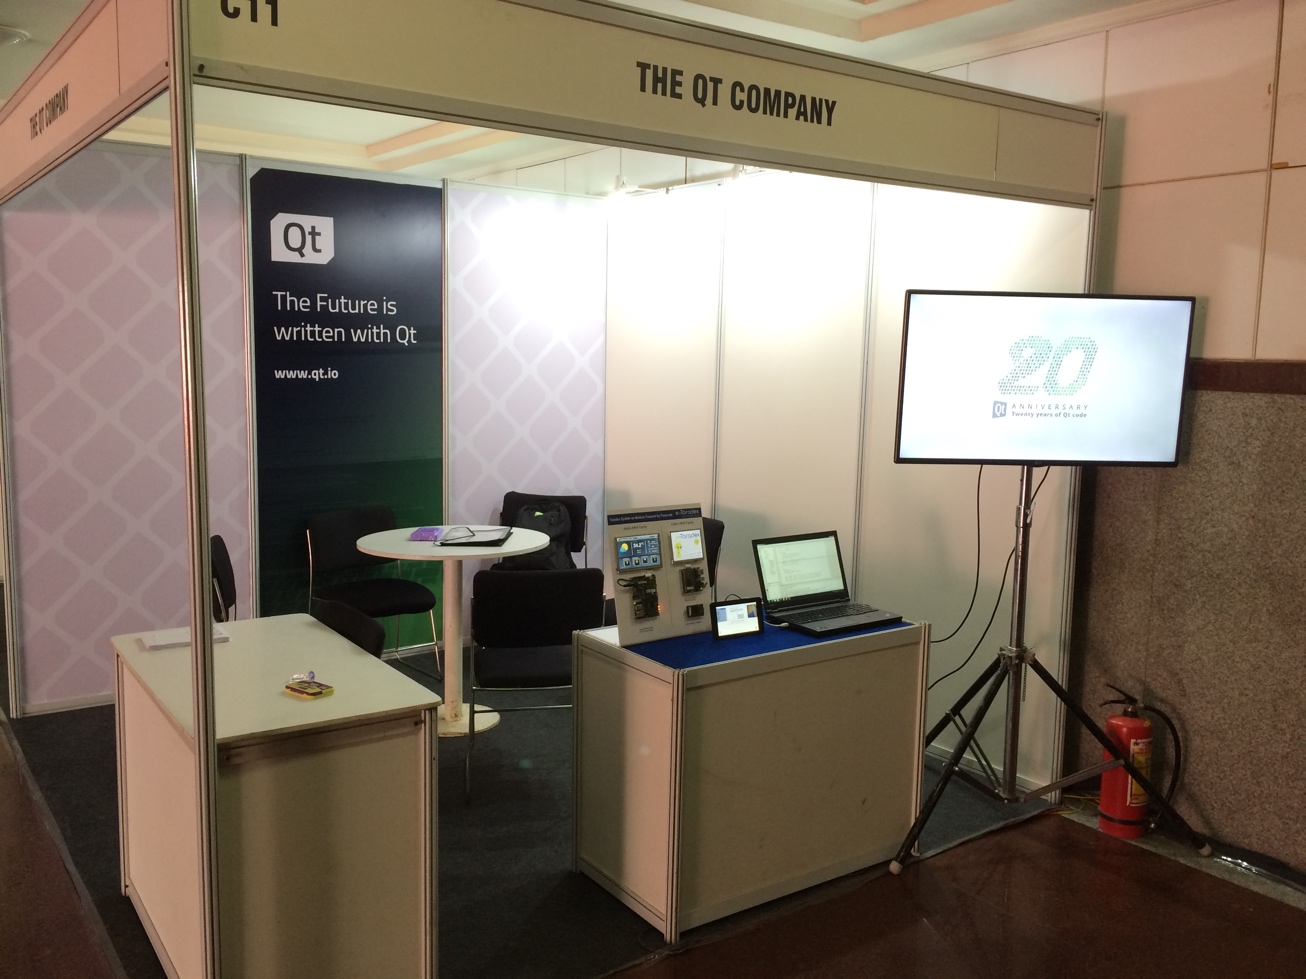 C11
THE QT COMPANY
THE QT COMPANY
Qt
The Future is
written with Qt
www.qt.io
20
Qt ANNIVERSARY
Twenty years of Qt code
Toradex